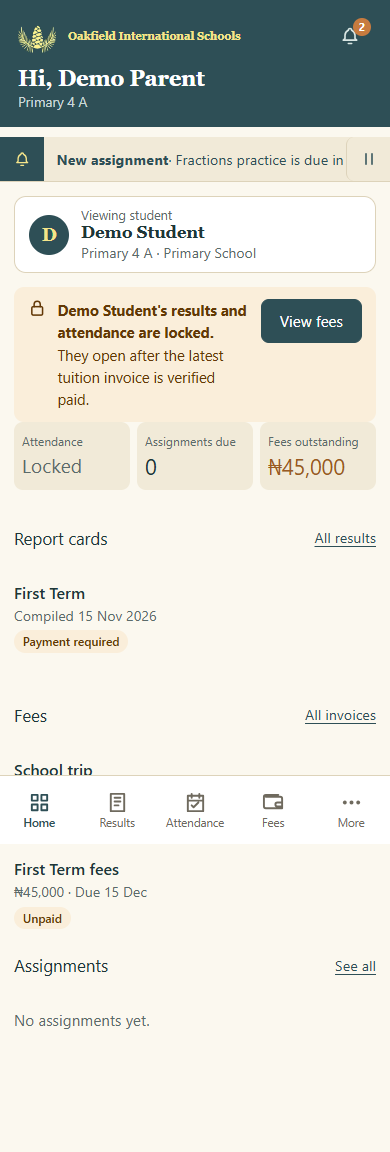 Oakfield International Schools
2
Hi, Demo Parent
Primary 4 A
New assignment · Fractions practice is due in
Viewing student
D
Demo Student
Primary 4 A · Primary School
Demo Student's results and
attendance are locked.
They open after the latest
tuition invoice is verified
paid.
View fees
Attendance
Locked
Assignments due
0
Fees outstanding
₦45,000
Report cards
All results
First Term
Compiled 15 Nov 2026
Payment required
Fees
All invoices
School trip
Home
Results
Attendance
Fees
More
First Term fees
₦45,000 · Due 15 Dec
Unpaid
Assignments
See all
No assignments yet.